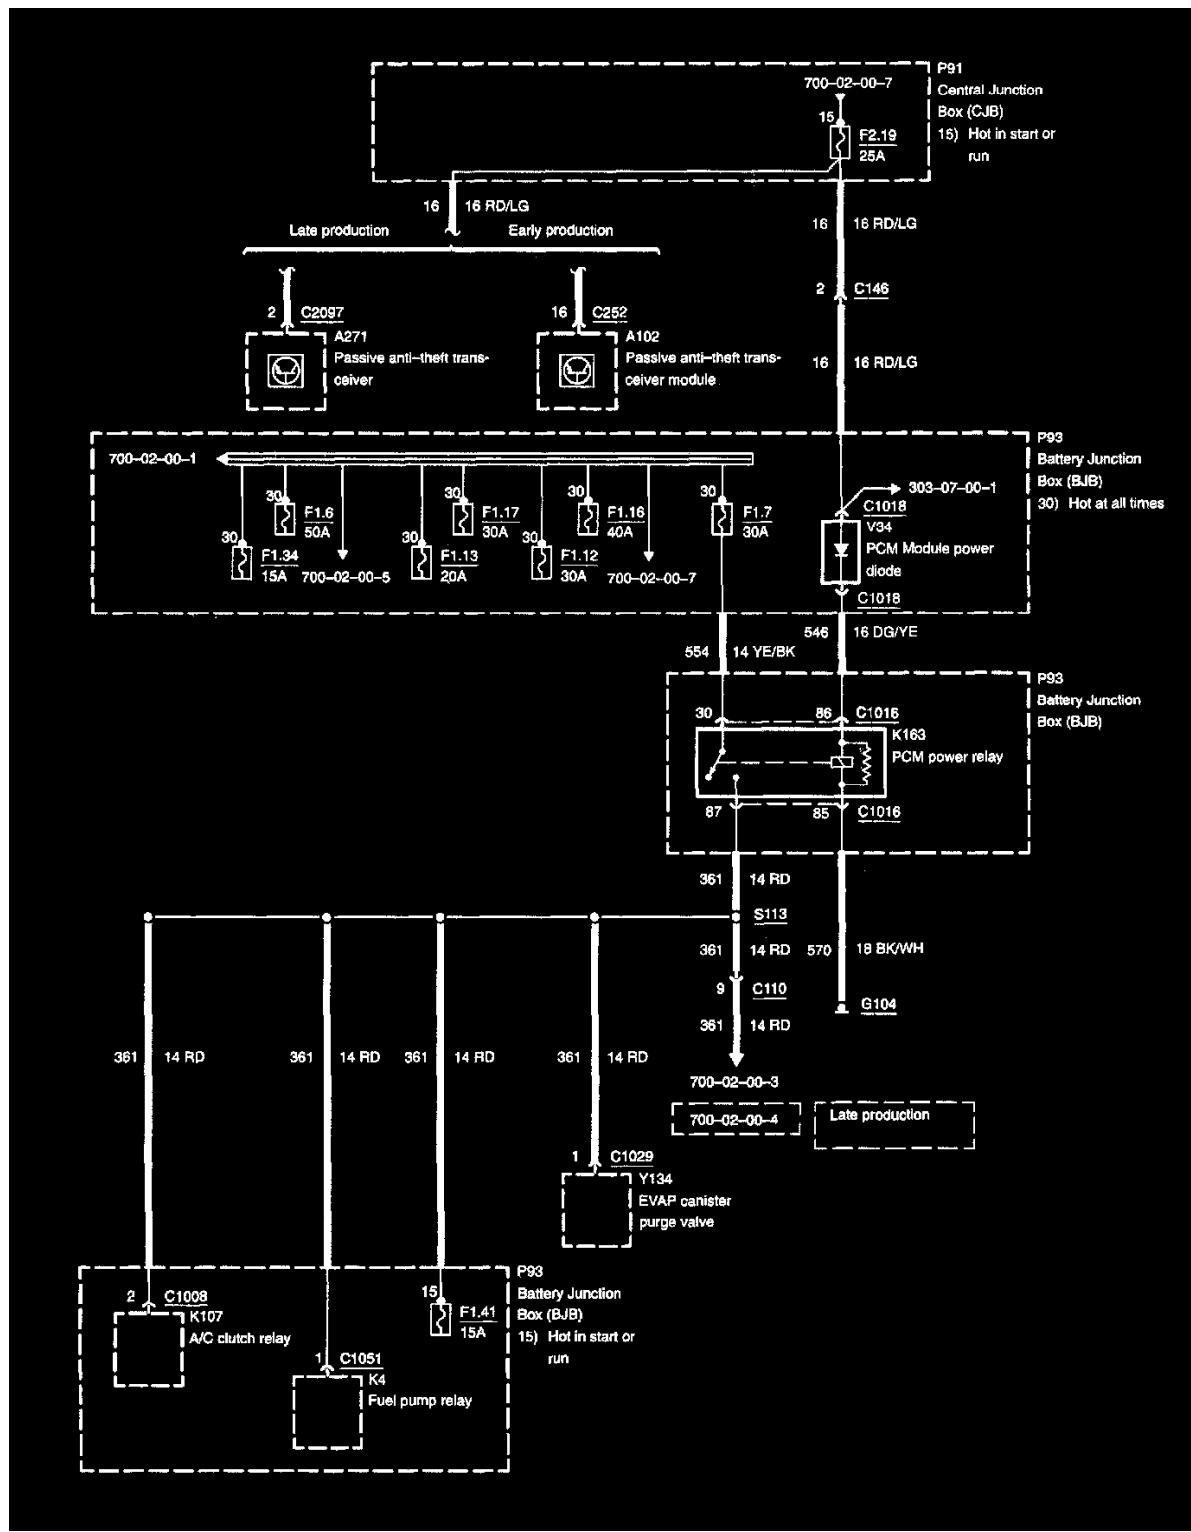 P91
700–02–00–7
Central Junction
Box (CJB)
15
15) Hot in start or
run
F2.19
25A
16 16 RD/LG
16 16 RD/LG
Late production
Early production
2 C146
2 C2097
16 C252
A271
Passive anti–theft trans-
ceiver
A102
Passive anti–theft trans-
ceiver module
16 16 RD/LG
P93
Battery Junction
Box (BJB)
30) Hot at all times
700–02–00–1
303–07–00–1
30 F1.6
50A
30 F1.17
30A
30 F1.16
40A
30 F1.7
30A
C1018
V34
PCM Module power
diode
30 F1.34
15A
700–02–00–5
30 F1.13
20A
30 F1.12
30A
700–02–00–7
C1018
546 16 DG/YE
554 14 YE/BK
P93
Battery Junction
Box (BJB)
30 86 C1016
K163
PCM power relay
87 85 C1016
361 14 RD
S113
361 14 RD
570 18 BK/WH
9 C110
G104
361 14 RD
361 14 RD
361 14 RD
361 14 RD
361 14 RD
700–02–00–3
700–02–00–4
Late production
1 C1029
Y134
EVAP canister
purge valve
P93
Battery Junction
Box (BJB)
15) Hot in start or
run
2 C1008
K107
A/C clutch relay
15 F1.41
15A
1 C1051
K4
Fuel pump relay